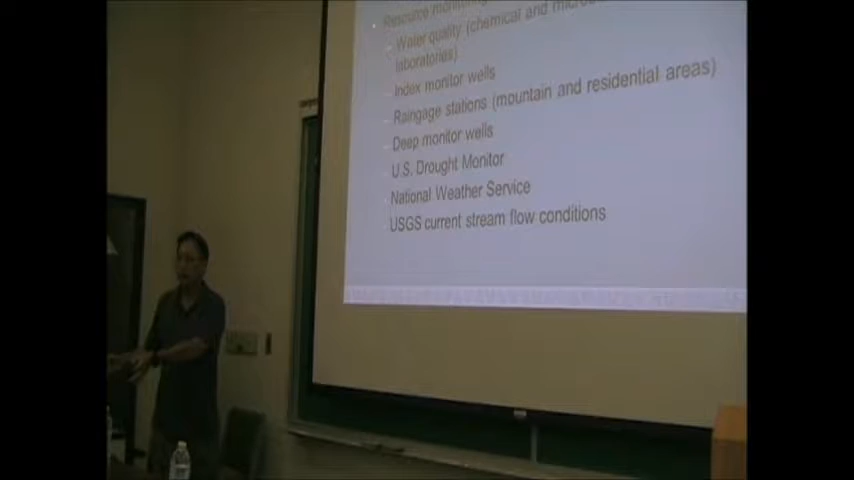 Resource monitoring
- Water quality (chemical and
laboratories)
Index monitor wells
Raingage stations (mountain and residential areas)
Deep monitor wells
U.S. Drought Monitor
National Weather Service
USGS current stream flow conditions